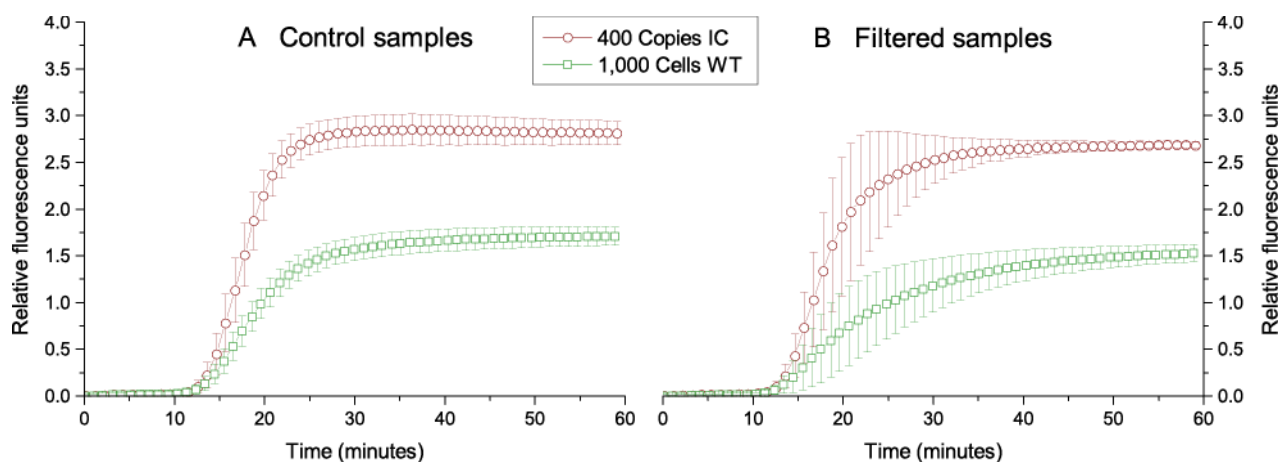 A Control samples
400 Copies IC
1,000 Cells WT
B Filtered samples
Relative fluorescence units
4.0
3.5
3.0
2.5
2.0
1.5
1.0
0.5
0.0
0 10 20 30 40 50 60
Time (minutes)
0 10 20 30 40 50 60
Time (minutes)
4.0
3.5
3.0
2.5
2.0
1.5
1.0
0.5
0.0
Relative fluorescence units